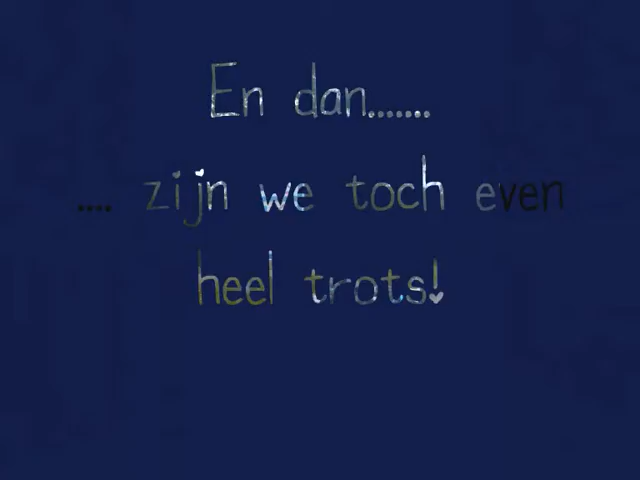 En dan.......
.... zijn we toch even
heel trots!